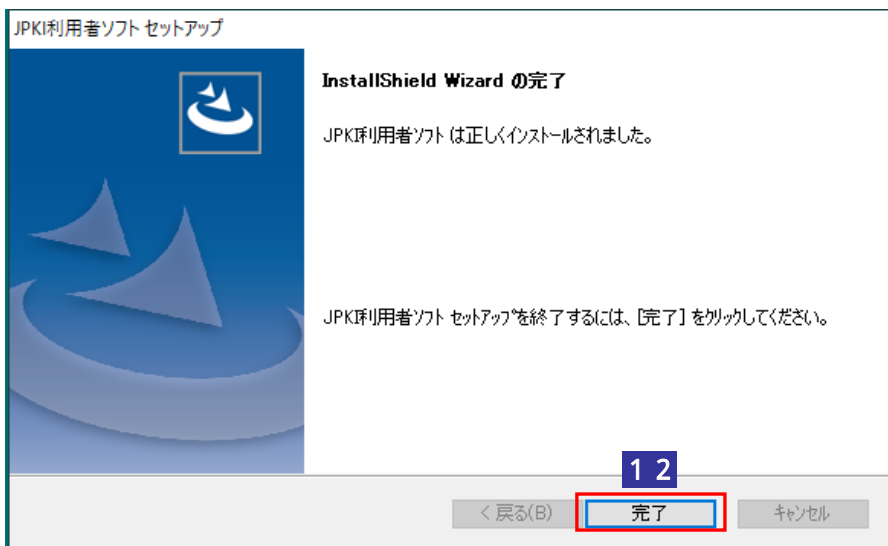 JPKI利用者ソフト セットアップ
InstallShield Wizard の完了
JPKI利用者ソフト は正しくインストールされました。
JPKI利用者ソフト セットアップを終了するには、[完了] をクリックしてください。
１２
< 戻る(B)
完了
キャンセル